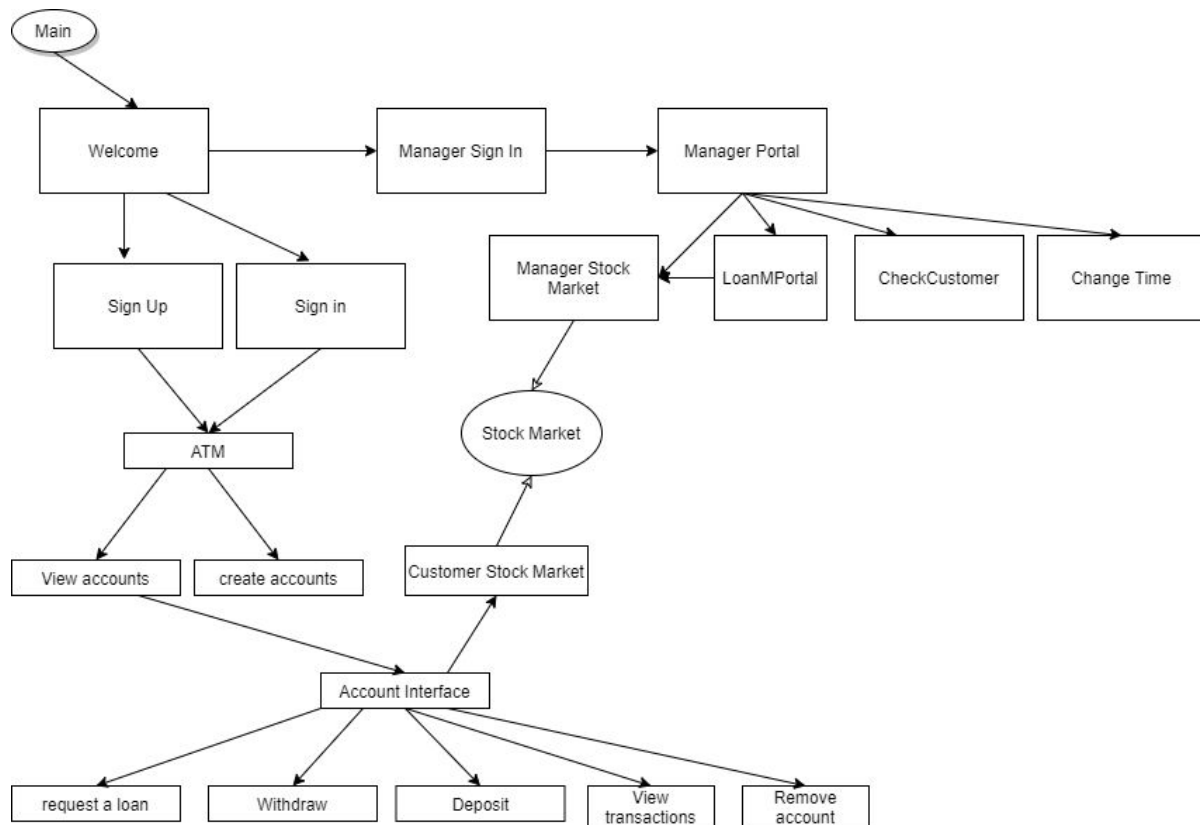 Main
Welcome
Manager Sign In
Manager Portal
Manager Stock
Market
LoanMPortal
CheckCustomer
Change Time
Sign Up
Sign in
Stock Market
ATM
View accounts
create accounts
Customer Stock Market
Account Interface
request a loan
Withdraw
Deposit
View
transactions
Remove
account